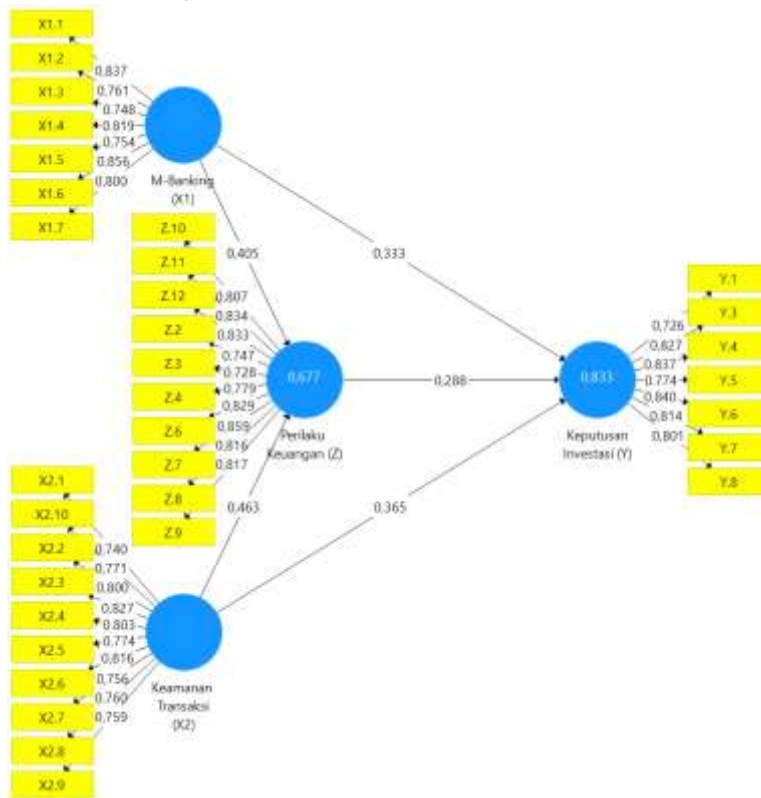 X1.1
X1.2
X1.3
X1.4
X1.5
X1.6
X1.7
0,837
0,761
0,748
0,819
0,754
0,856
0,800
M-Banking
(X1)
0,405
0,333
Z.10
Z.11
Z.12
Z.2
Z.3
Z.4
Z.6
Z.7
Z.8
Z.9
0,807
0,834
0,833
0,747
0,728
0,779
0,829
0,859
0,816
0,817
0,677
Perilaku
Keuangan (Z)
0,288
0,833
Keputusan
Investasi (Y)
0,726
0,827
0,837
0,774
0,840
0,814
0,801
Y.1
Y.3
Y.4
Y.5
Y.6
Y.7
Y.8
0,463
0,365
X2.1
X2.10
X2.2
X2.3
X2.4
X2.5
X2.6
X2.7
X2.8
X2.9
0,740
0,771
0,800
0,827
0,803
0,774
0,816
0,756
0,760
0,759
Keamanan
Transaksi
(X2)